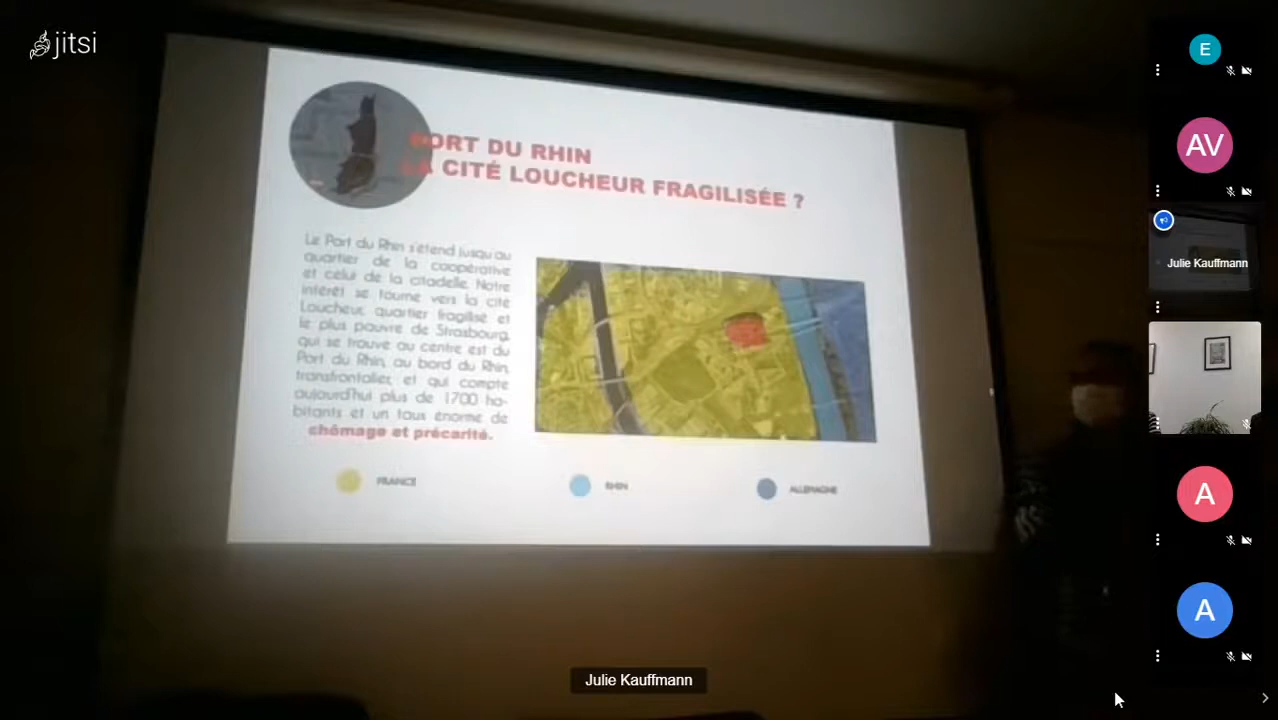 jitsi
PORT DU RHIN
LA CITÉ LOUCHEUR FRAGILISÉE ?
Le Port du Rhin s'étend jusqu'au
quartier de la coopérative
et celui de la citadelle. Notre
intérêt se tourne vers la cité
Loucheur, quartier fragilisé et
le plus pauvre de Strasbourg,
qui se trouve au centre est du
Port du Rhin, au bord du Rhin,
transfrontalier, et qui compte
aujourd'hui plus de 1700 ha-
bitants et un taus énorme de
chômage et précarité.
FRANCE
RHIN
ALLEMAGNE
E
AV
Julie Kauffmann
A
A
Julie Kauffmann